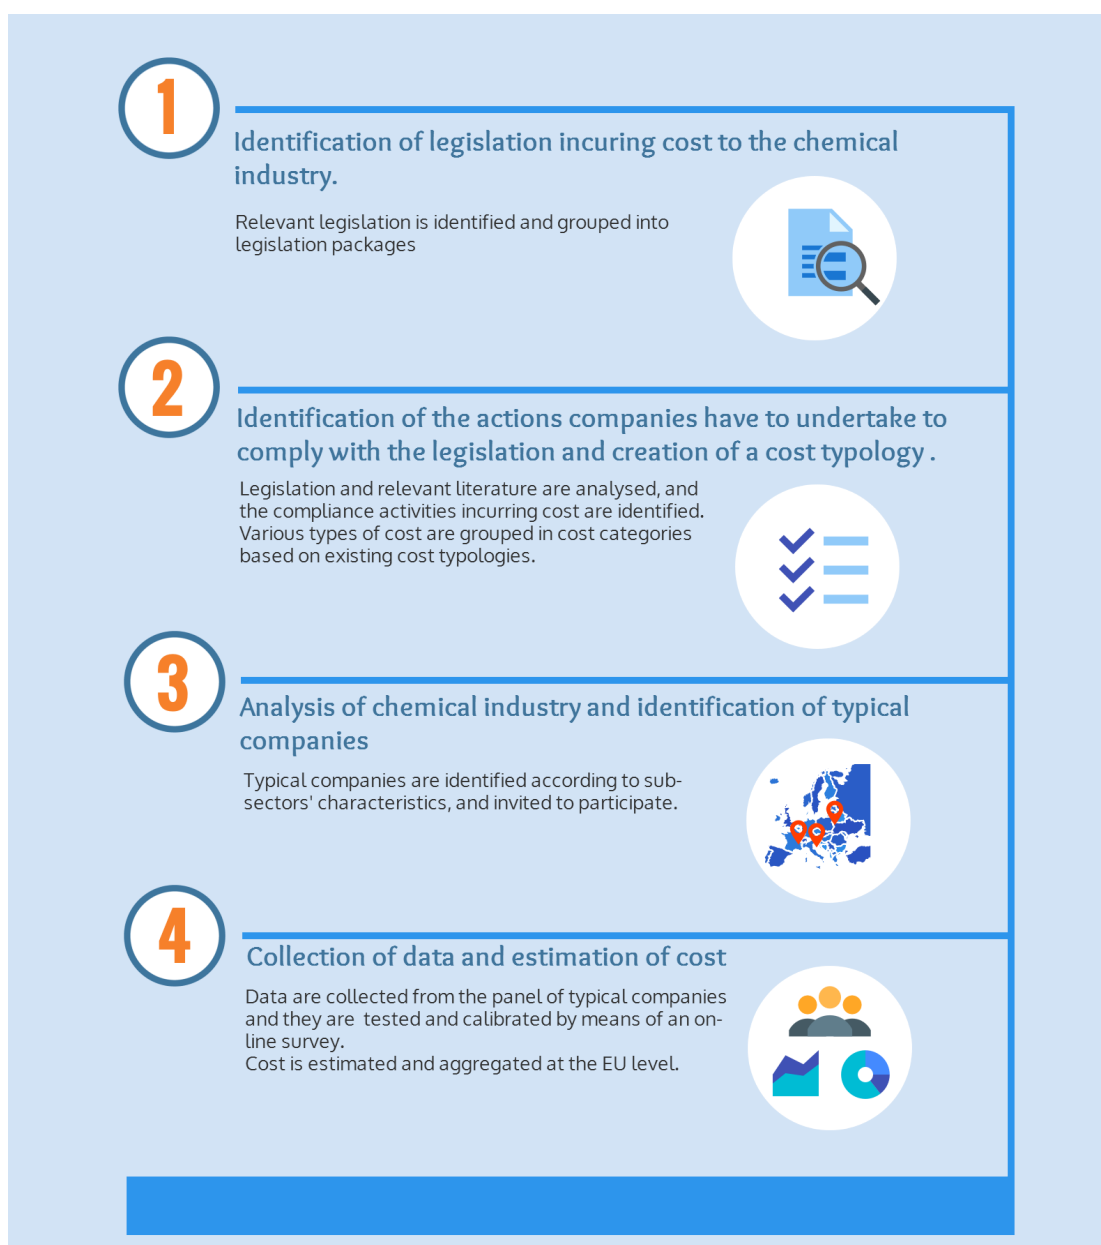 1
Identification of legislation incuring cost to the chemical
industry.
Relevant legislation is identified and grouped into
legislation packages
2
Identification of the actions companies have to undertake to
comply with the legislation and creation of a cost typology .
Legislation and relevant literature are analysed, and
the compliance activities incurring cost are identified.
Various types of cost are grouped in cost categories
based on existing cost typologies.
3
Analysis of chemical industry and identification of typical
companies
Typical companies are identified according to sub-
sectors' characteristics, and invited to participate.
4
Collection of data and estimation of cost
Data are collected from the panel of typical companies
and they are  tested and calibrated by means of an on-
line survey.
Cost is estimated and aggregated at the EU level.